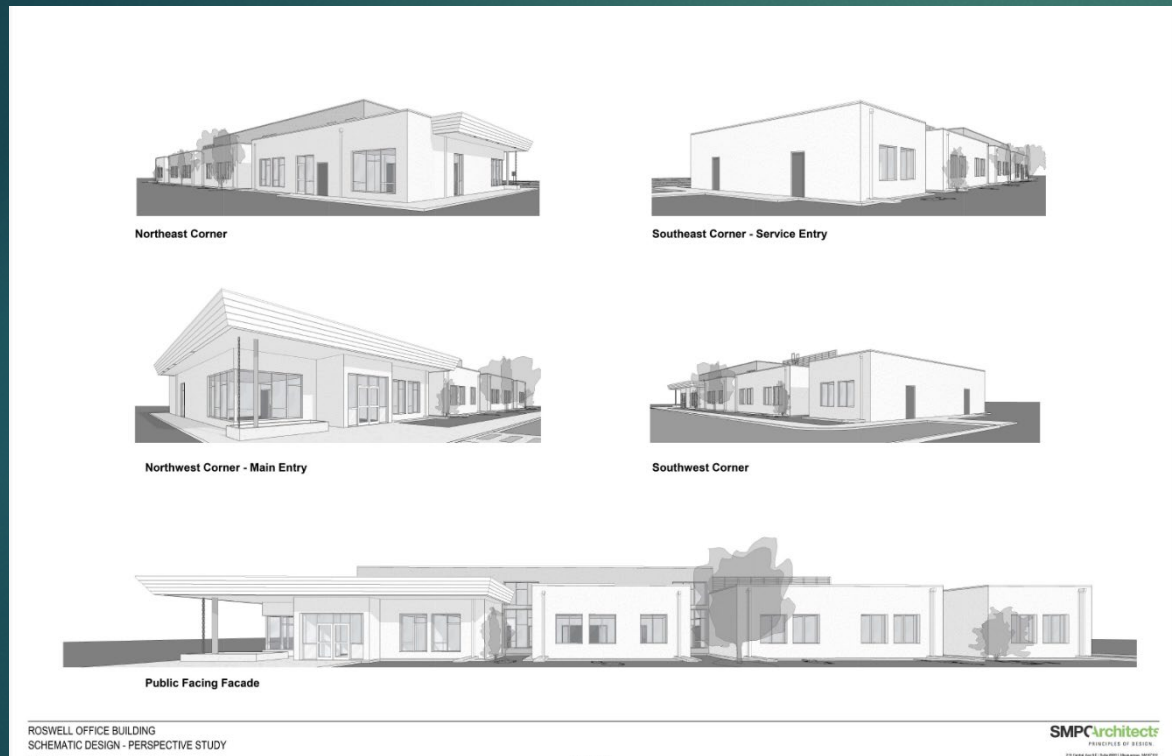 Northeast Corner
Southeast Corner - Service Entry
Northwest Corner - Main Entry
Southwest Corner
Public Facing Facade
ROSWELL OFFICE BUILDING
SCHEMATIC DESIGN - PERSPECTIVE STUDY
SMPCArchitects
PRINCIPLES OF DESIGN.